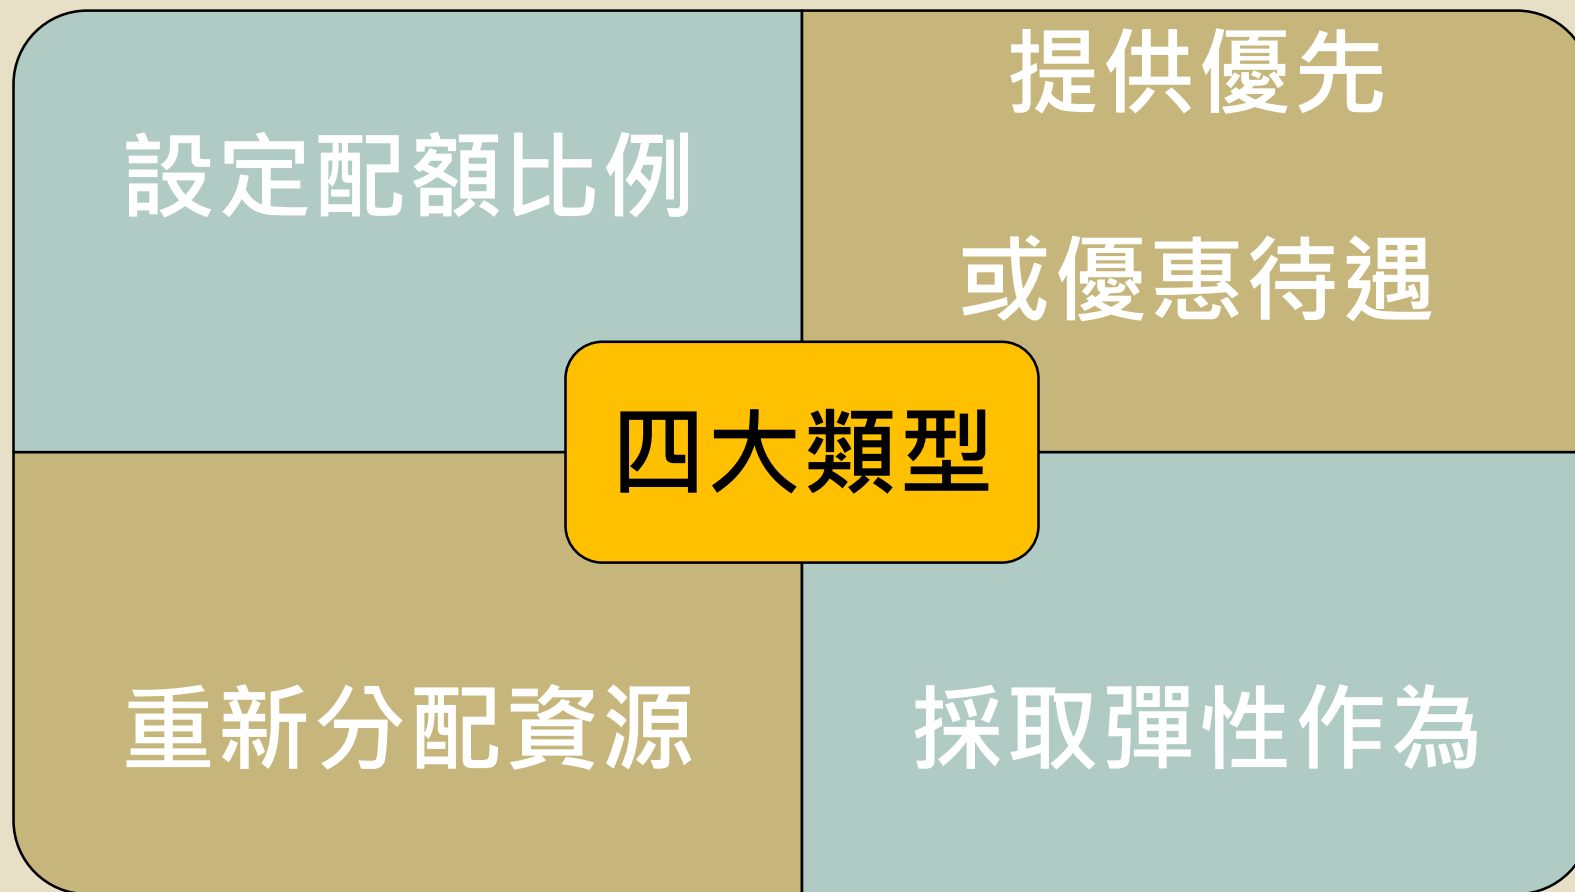 設定配額比例
提供優先
或優惠待遇
四大類型
重新分配資源
採取彈性作為